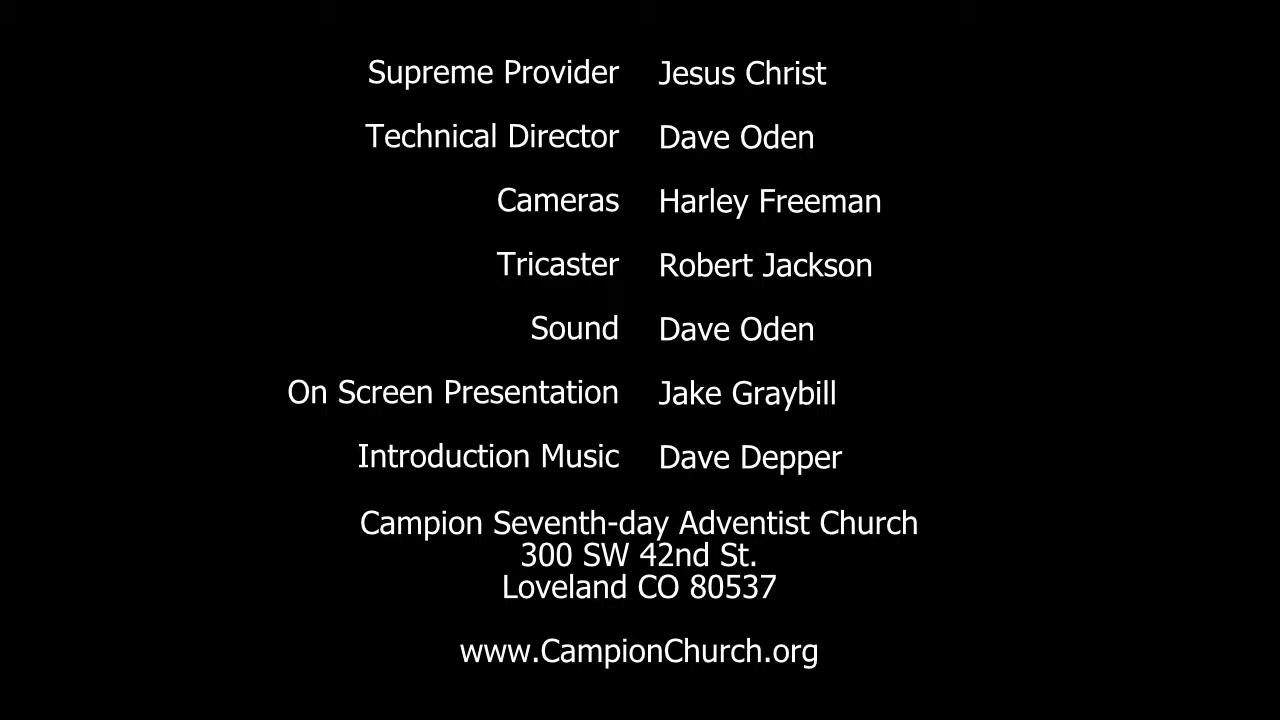 Supreme Provider Jesus Christ
Technical Director Dave Oden
Cameras Harley Freeman
Tricaster Robert Jackson
Sound Dave Oden
On Screen Presentation Jake Graybill
Introduction Music Dave Depper
Campion Seventh-day Adventist Church
300 SW 42nd St.
Loveland CO 80537
www.CampionChurch.org